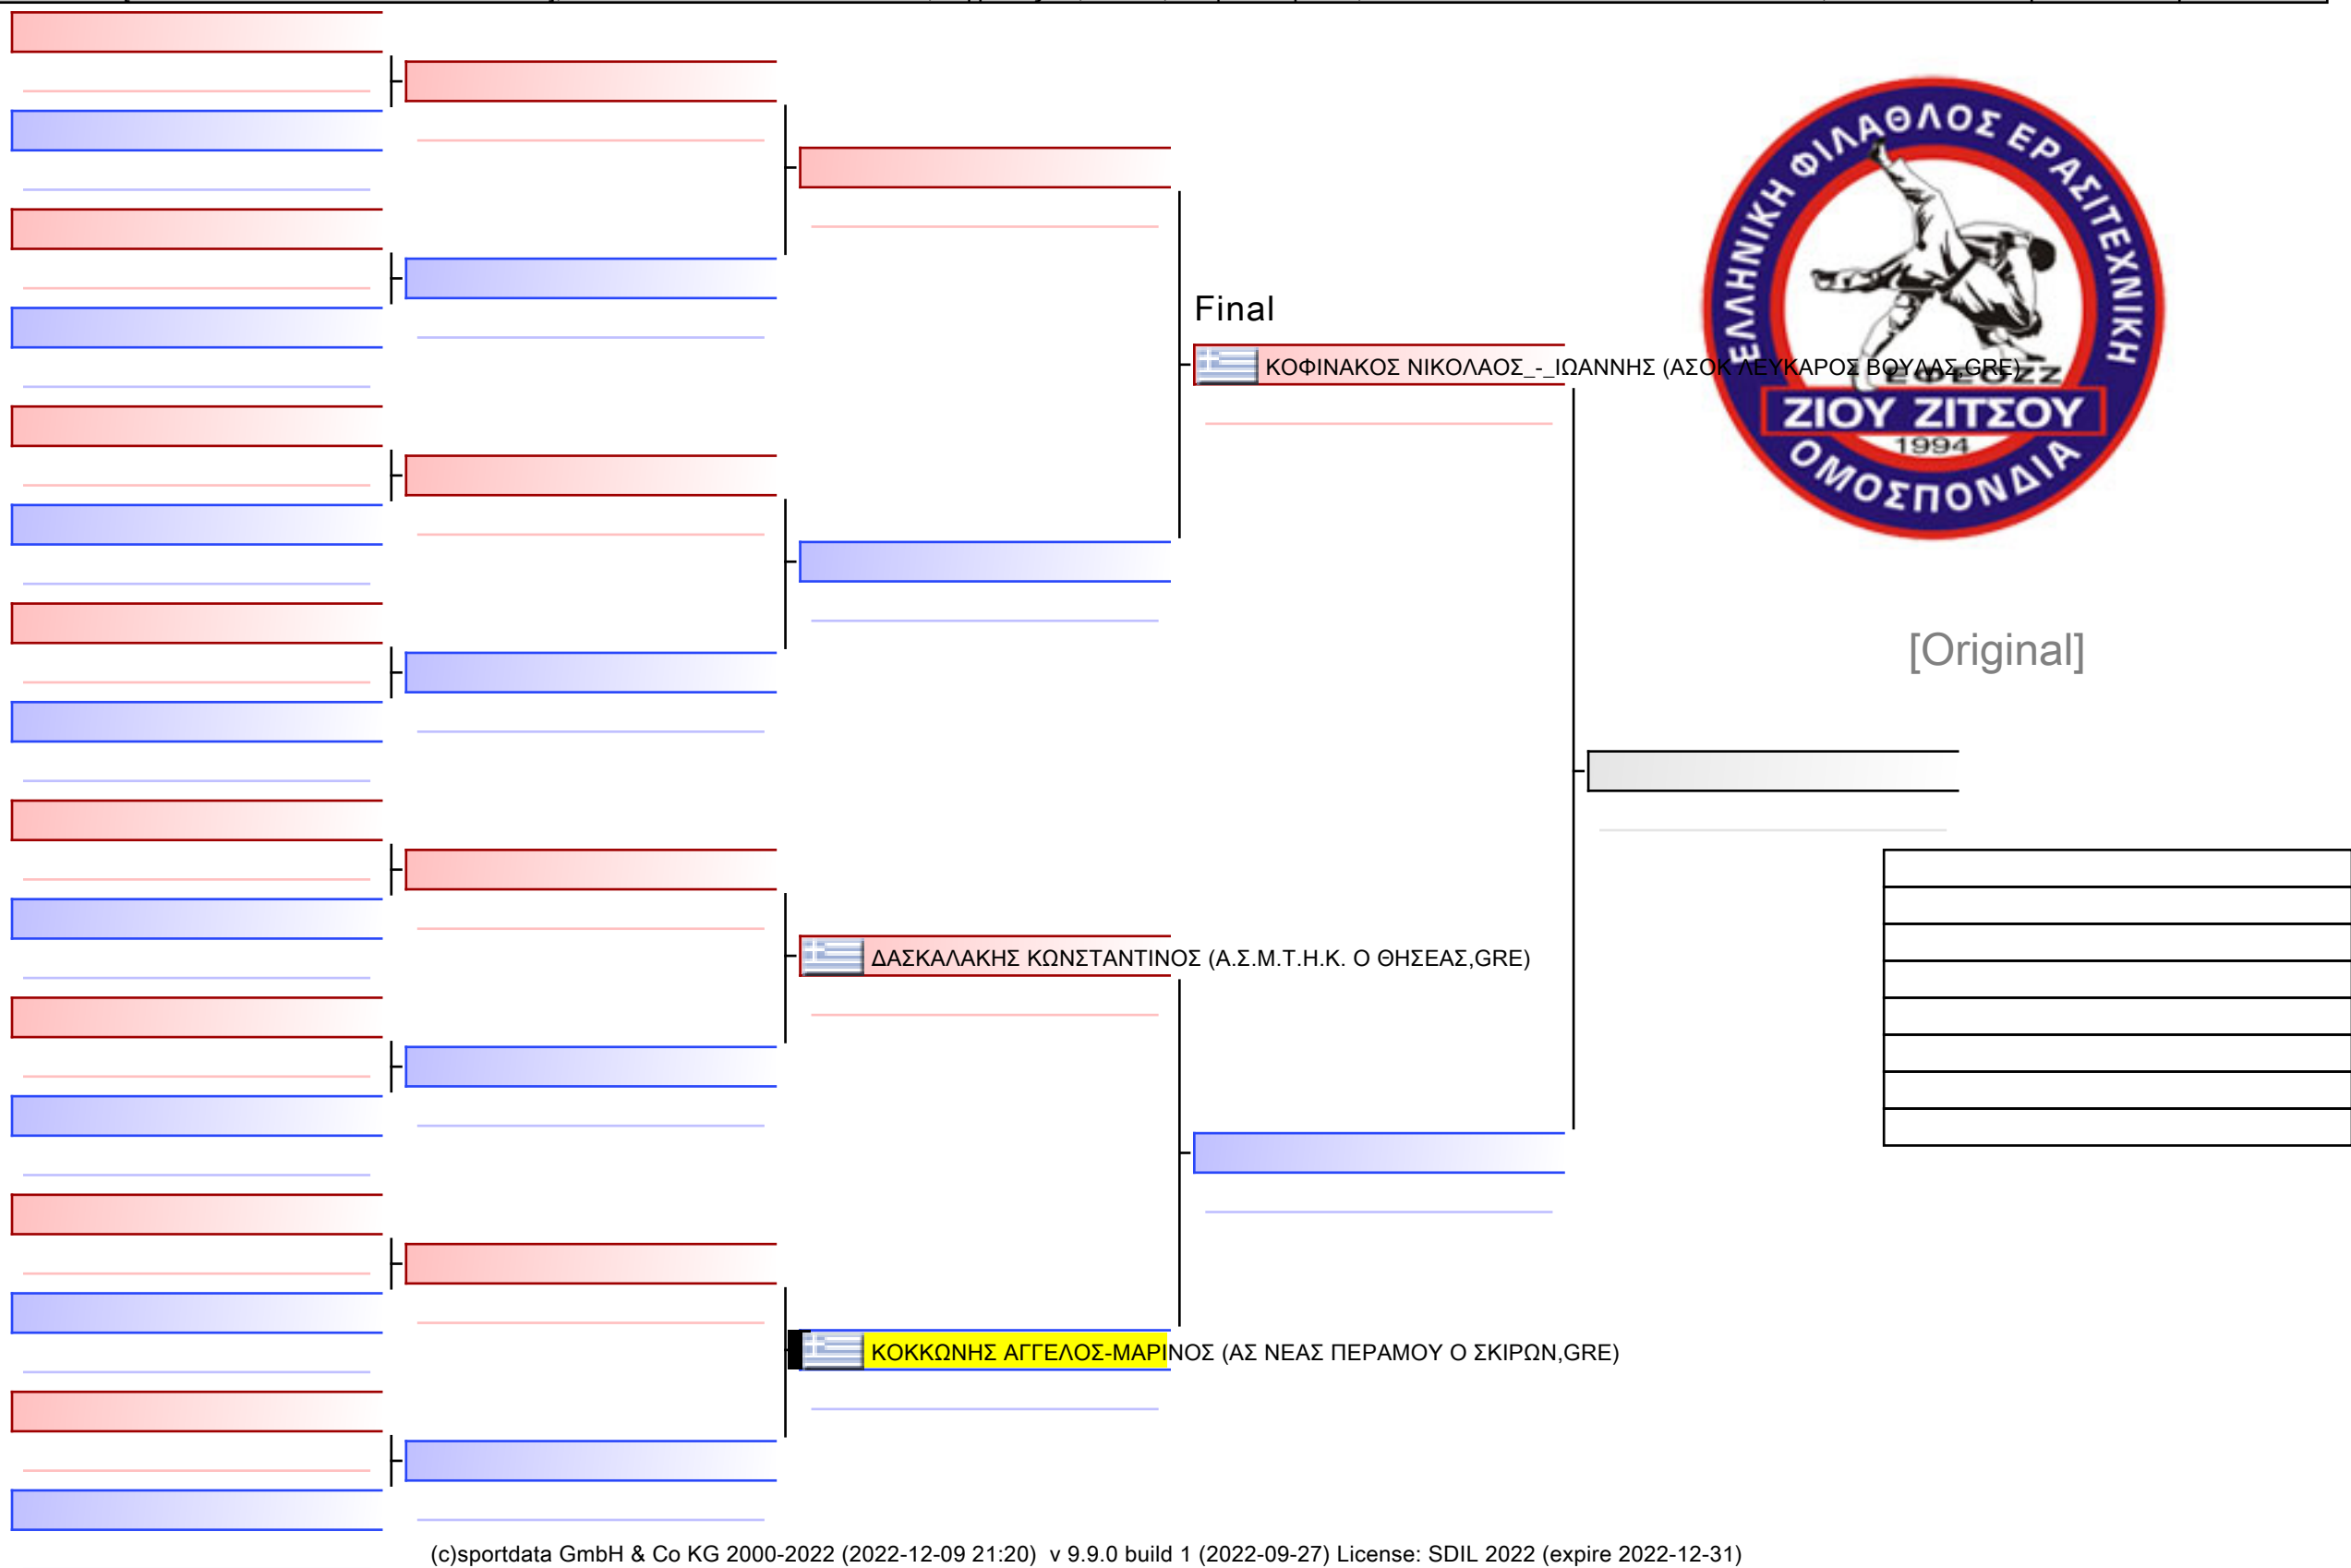 ΕΛΛΗΝΙΚΗ ΦΙΛΑΘΛΟΣ ΕΡΑΣΙΤΕΧΝΙΚΗ
Final
ΚΟΦΙΝΑΚΟΣ ΝΙΚΟΛΑΟΣ_-_ΙΩΑΝΝΗΣ (ΑΣΟΚ ΛΕΥΚΑΡΟΣ ΒΟΥΛΑΣ,GRE)
ΕΦΕΟΖΖ
ΖΙΟΥ ΖΙΤΣΟΥ
1994
ΟΜΟΣΠΟΝΔΙΑ
[Original]
ΔΑΣΚΑΛΑΚΗΣ ΚΩΝΣΤΑΝΤΙΝΟΣ (Α.Σ.Μ.Τ.Η.Κ. Ο ΘΗΣΕΑΣ,GRE)
ΚΟΚΚΩΝΗΣ ΑΓΓΕΛΟΣ-ΜΑΡΙΝΟΣ (ΑΣ ΝΕΑΣ ΠΕΡΑΜΟΥ Ο ΣΚΙΡΩΝ,GRE)
(c)sportdata GmbH & Co KG 2000-2022 (2022-12-09 21:20) v 9.9.0 build 1 (2022-09-27) License: SDIL 2022 (expire 2022-12-31)